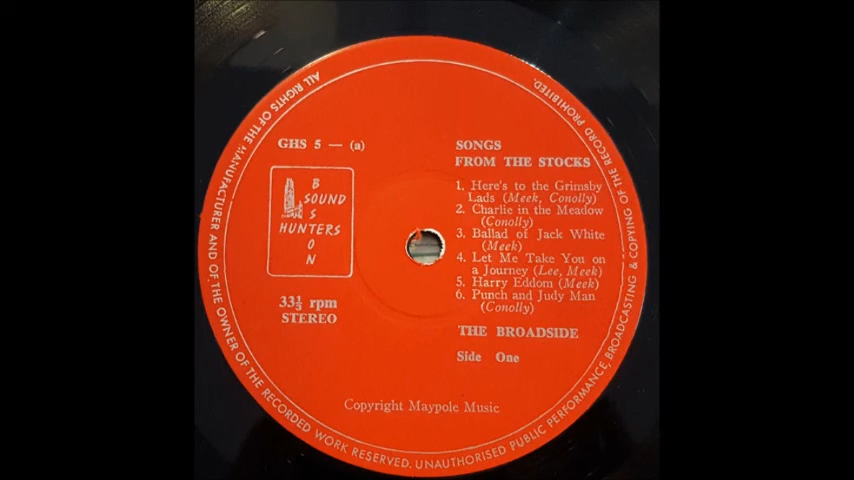 ALL RIGHTS OF THE MANUFACTURER AND OF THE OWNER OF THE RECORDED WORK RESERVED. UNAUTHORISED PUBLIC PERFORMANCE, BROADCASTING & COPYING OF THE RECORD PROHIBITED.
GHS 5 — (a)
BOSTON
SOUND
HUNTERS
33⅓ rpm
STEREO
SONGS
FROM THE STOCKS
1. Here's to the Grimsby
Lads (Meek, Conolly)
2. Charlie in the Meadow
(Conolly)
3. Ballad of Jack White
(Meek)
4. Let Me Take You on
a Journey (Lee, Meek)
5. Harry Eddom (Meek)
6. Punch and Judy Man
(Conolly)
THE BROADSIDE
Side One
Copyright Maypole Music